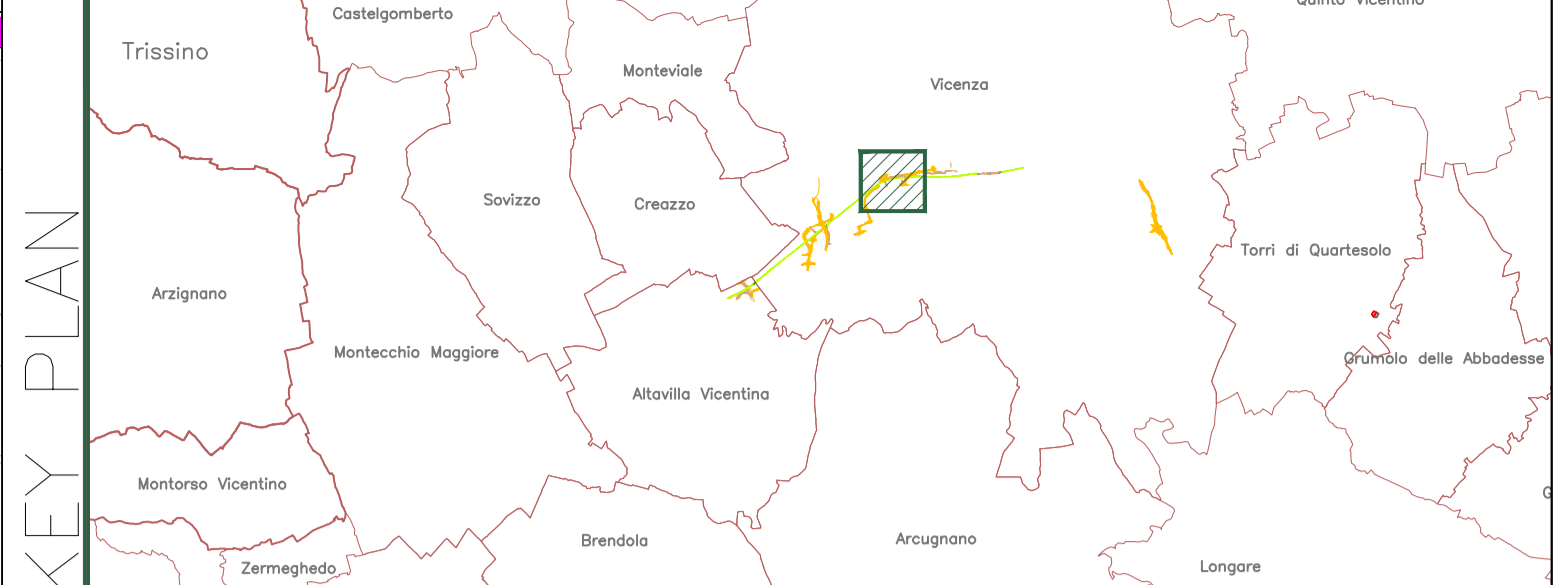 KEY PLAN
Castelgomberto
Quinto Vicentino
Trissino
Monteviale
Vicenza
Sovizzo
Creazzo
Torri di Quartesolo
Arzignano
Montecchio Maggiore
Grumolo delle Abbadesse
Altavilla Vicentina
Montorso Vicentino
Brendola
Arcugnano
Zermeghedo
Longare